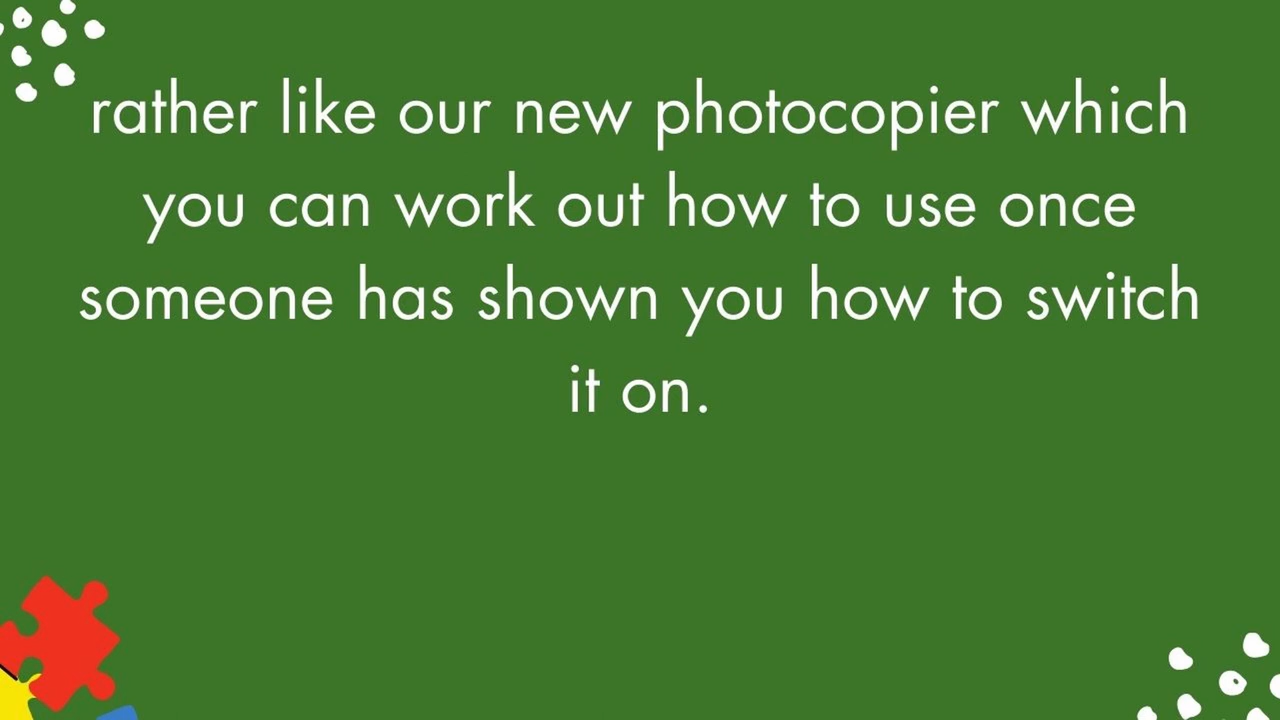 rather like our new photocopier which
you can work out how to use once
someone has shown you how to switch
it on.